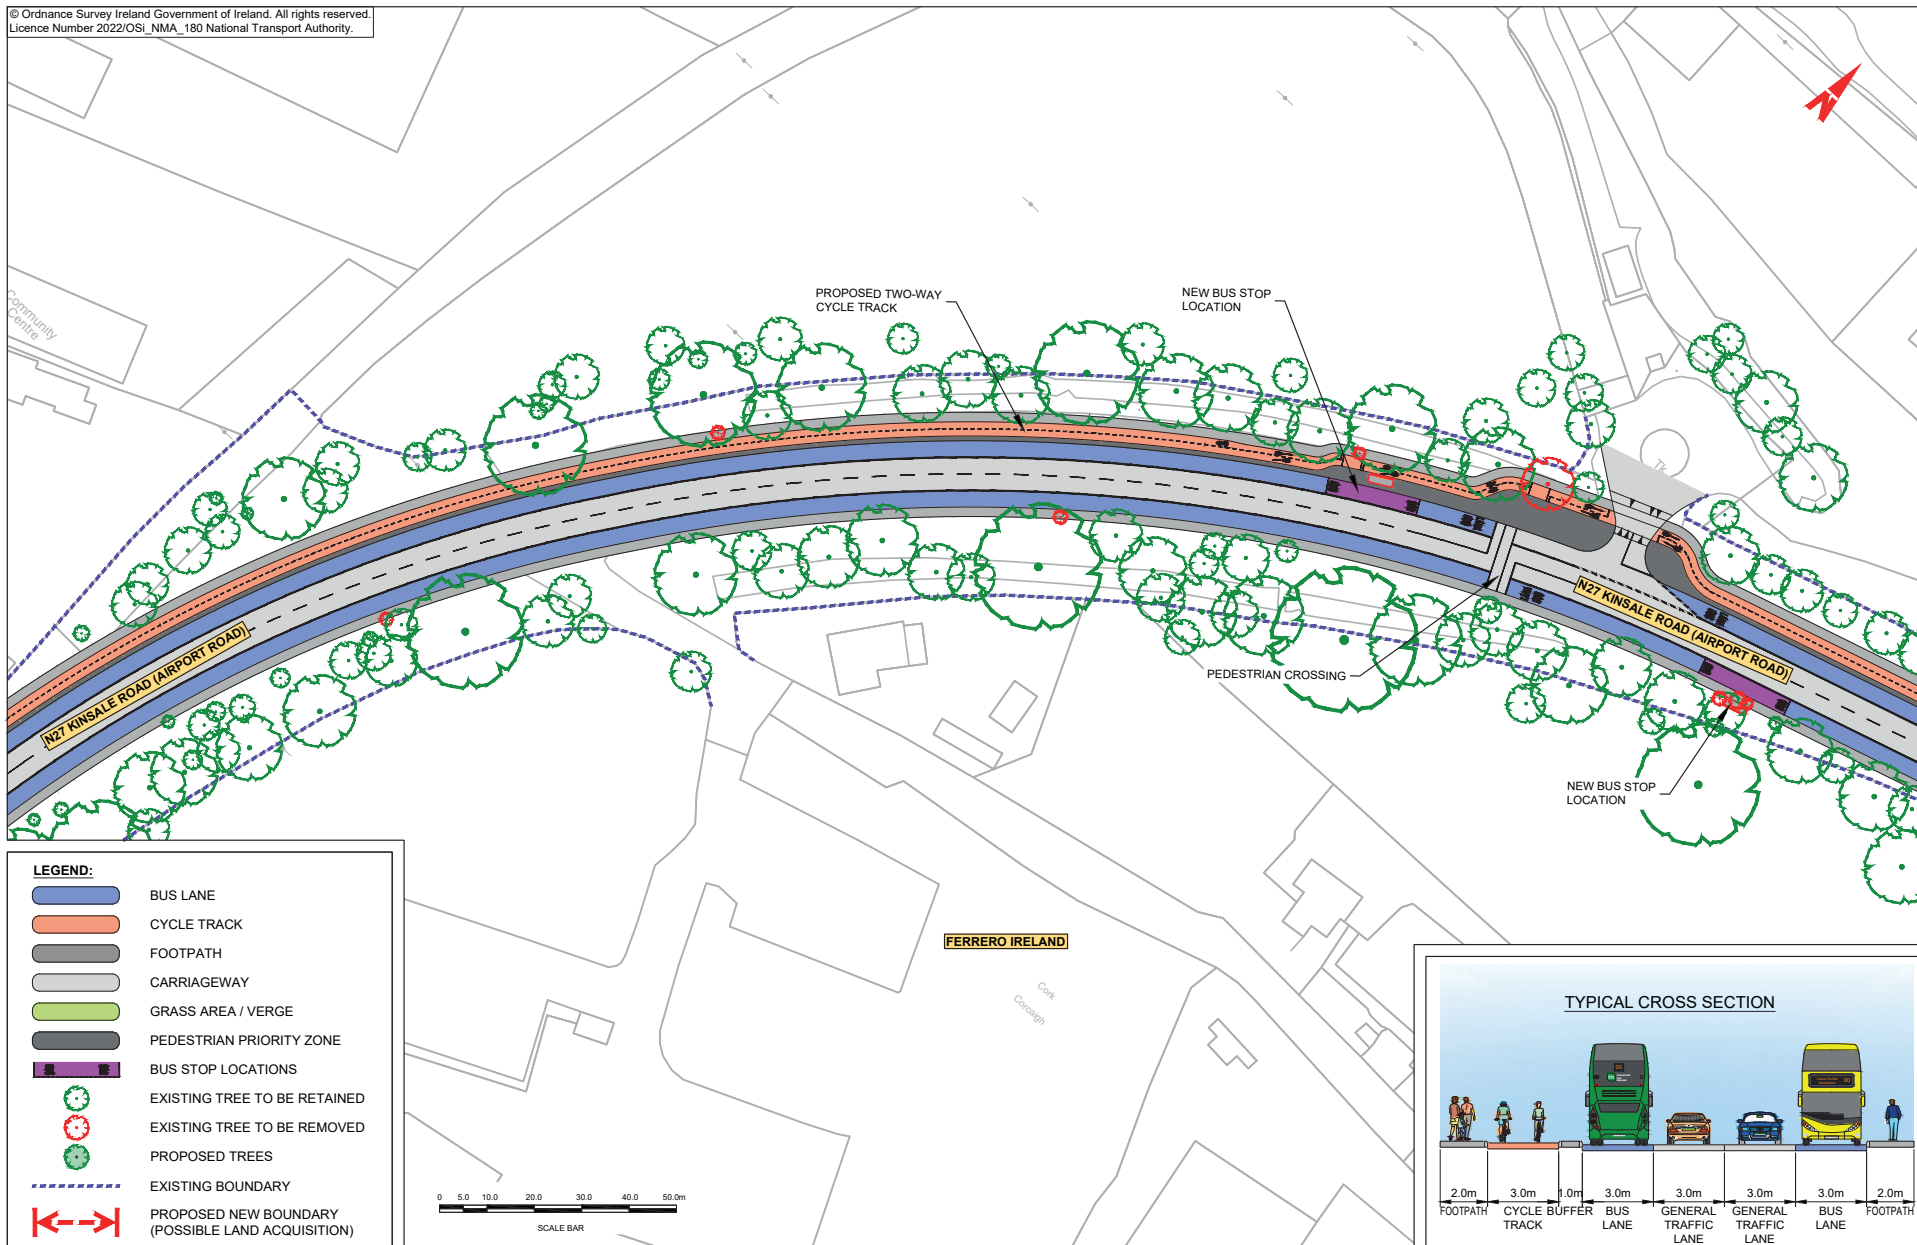 © Ordnance Survey Ireland Government of Ireland. All rights reserved.
Licence Number 2022/OSi_NMA_180 National Transport Authority.
N
Community
Centre
PROPOSED TWO-WAY
CYCLE TRACK
NEW BUS STOP
LOCATION
Tk
N27 KINSALE ROAD (AIRPORT ROAD)
N27 KINSALE ROAD (AIRPORT ROAD)
PEDESTRIAN CROSSING
NEW BUS STOP
LOCATION
FERRERO IRELAND
Cork
Corcaigh
LEGEND:
BUS LANE
CYCLE TRACK
FOOTPATH
CARRIAGEWAY
GRASS AREA / VERGE
PEDESTRIAN PRIORITY ZONE
BUS STOP LOCATIONS
EXISTING TREE TO BE RETAINED
EXISTING TREE TO BE REMOVED
PROPOSED TREES
EXISTING BOUNDARY
PROPOSED NEW BOUNDARY
(POSSIBLE LAND ACQUISITION)
0 5.0 10.0 20.0 30.0 40.0 50.0m
SCALE BAR
TYPICAL CROSS SECTION
2.0m 3.0m 1.0m 3.0m 3.0m 3.0m 3.0m 2.0m
FOOTPATH CYCLE TRACK BUFFER BUS LANE GENERAL TRAFFIC LANE GENERAL TRAFFIC LANE BUS LANE FOOTPATH